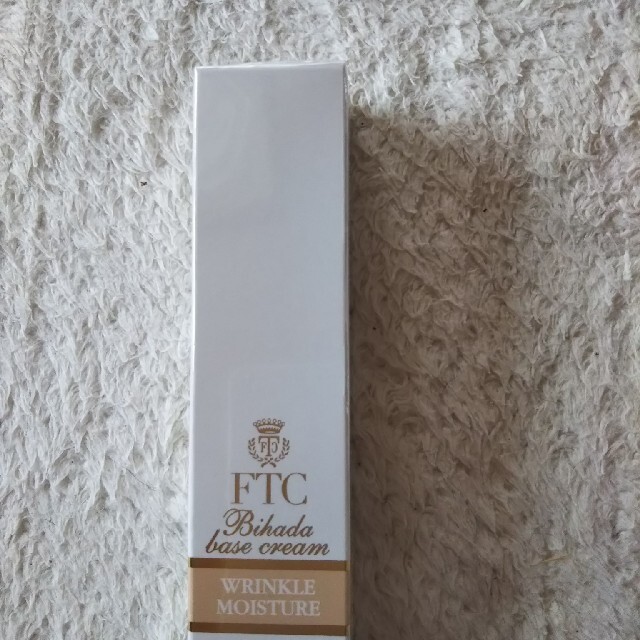 FTC
Bihada
base cream
WRINKLE
MOISTURE